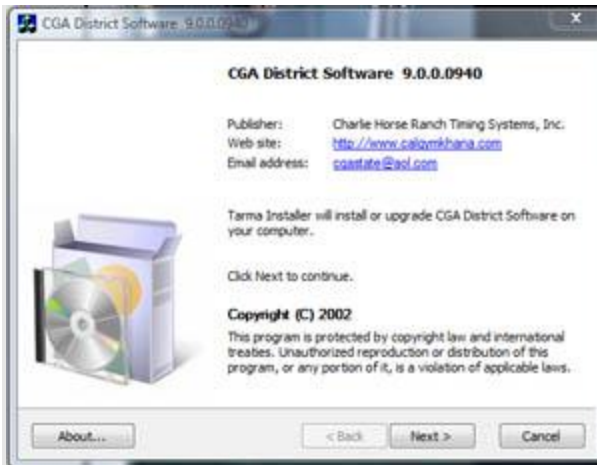 CGA District Software 9.0.0.0940
CGA District Software 9.0.0.0940
Publisher: Charlie Horse Ranch Timing Systems, Inc.
Web site: http://www.calgymkhana.com
Email address: cgastate@aol.com
Tarma Installer will install or upgrade CGA District Software on
your computer.
Click Next to continue.
Copyright (C) 2002
This program is protected by copyright law and international
treaties. Unauthorized reproduction or distribution of this
program, or any portion of it, is a violation of applicable laws.
About... < Back Next > Cancel